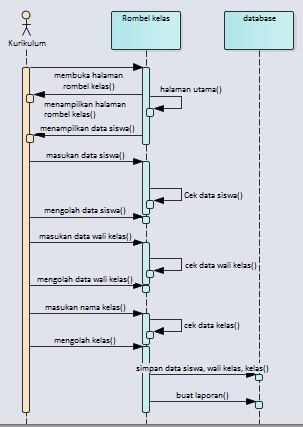 Rombel kelas
database
Kurikulum
membuka halaman
rombel kelas()
halaman utama()
menampilkan halaman
rombel kelas()
menampilkan data siswa()
masukan data siswa()
Cek data siswa()
mengolah data siswa()
masukan data wali kelas()
cek data wali kelas()
mengolah data wali kelas()
masukan nama kelas()
cek data kelas()
mengolah kelas()
simpan data siswa, wali kelas, kelas()
buat laporan()